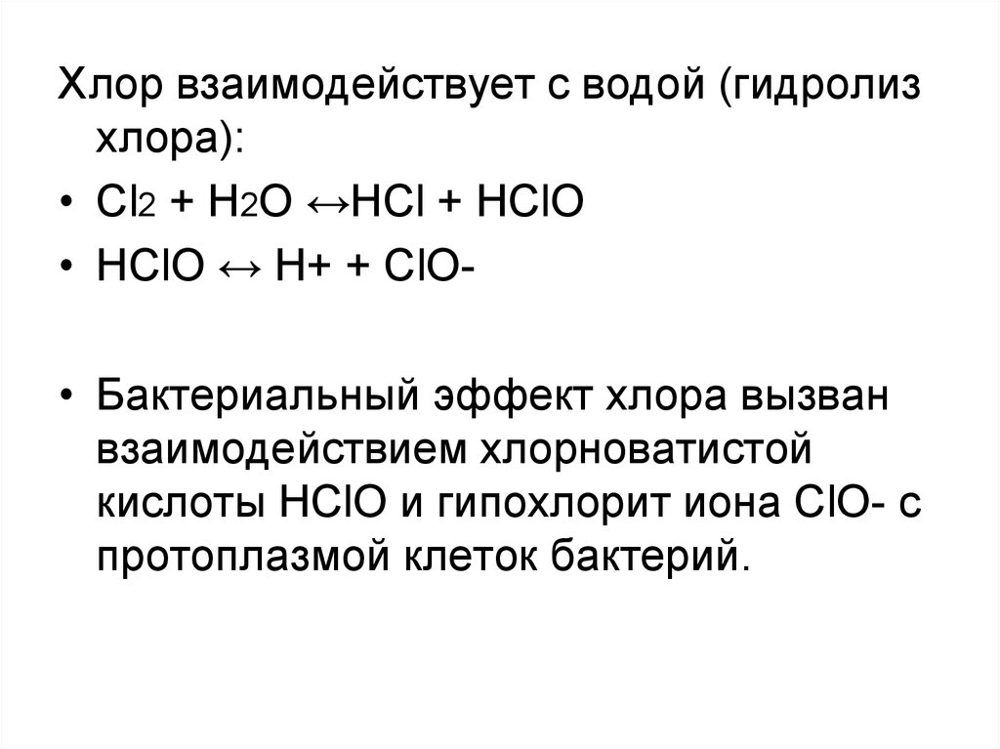 Хлор взаимодействует с водой (гидролиз
хлора):
• Cl2 + H2O ↔HCl + HClO
• HClO ↔ H+ + ClO-
• Бактериальный эффект хлора вызван
взаимодействием хлорноватистой
кислоты HClO и гипохлорит иона ClO- с
протоплазмой клеток бактерий.